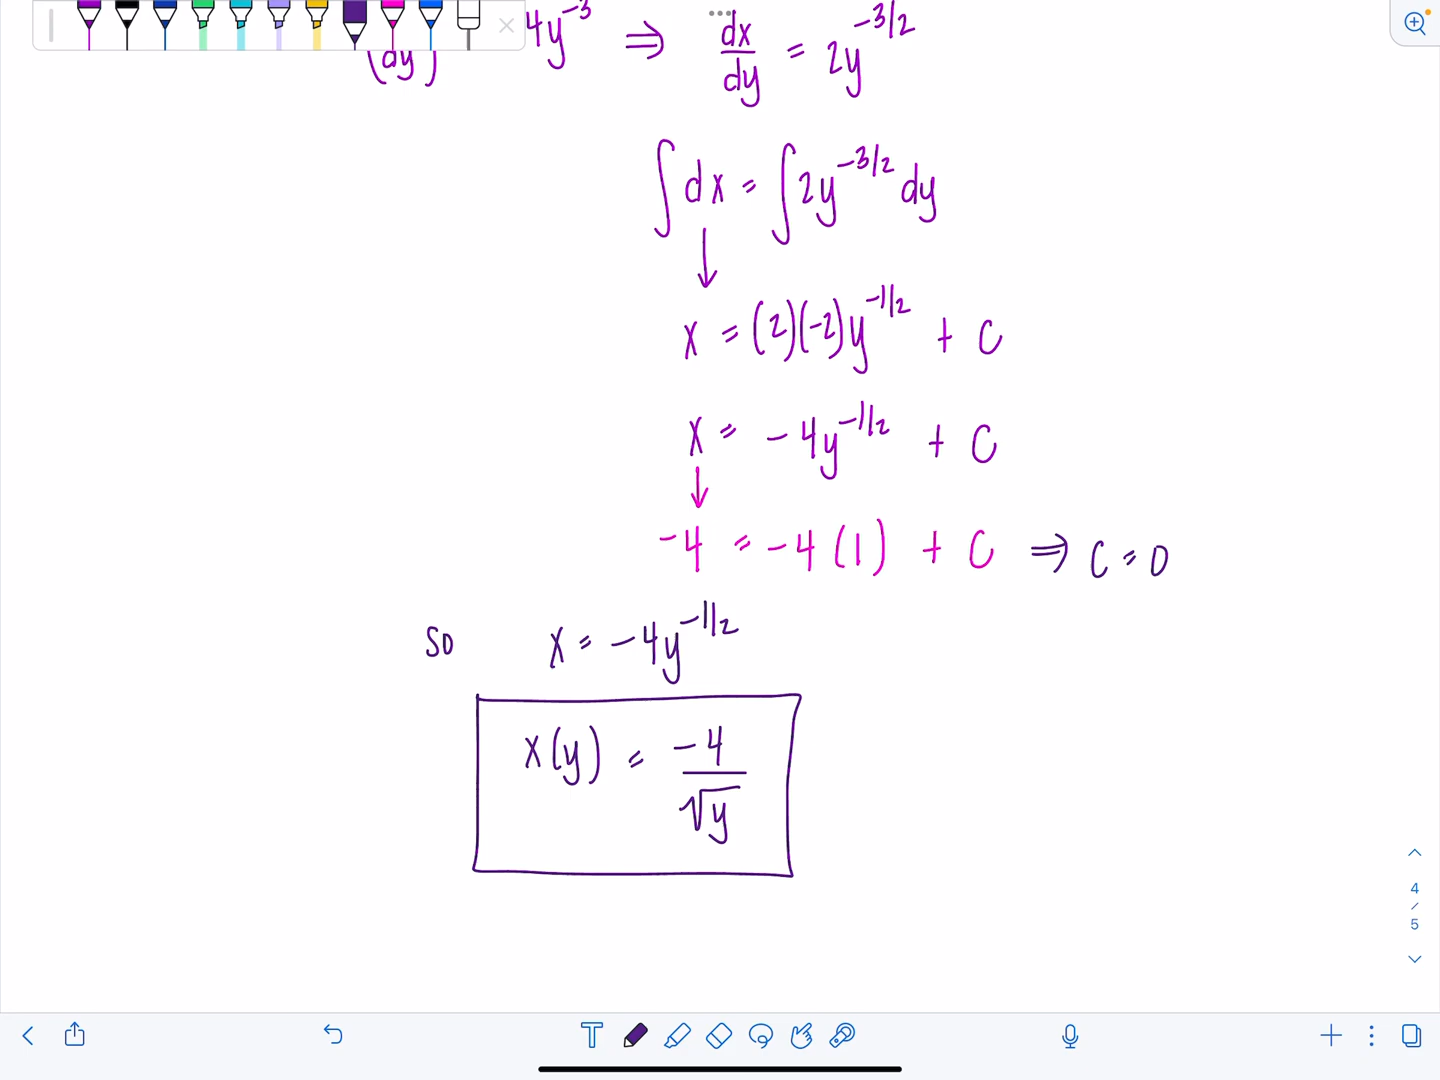 (dy) 4y^{-3} ⇒ dx/dy = 2y^{-3/2}
∫dx = ∫2y^{-3/2} dy
↓
x = (2)(-2)y^{-1/2} + C
x = -4y^{-1/2} + C
↓
-4 = -4(1) + C ⇒ C = 0
so x = -4y^{-1/2}
x(y) = -4/√y
4
/
5
T